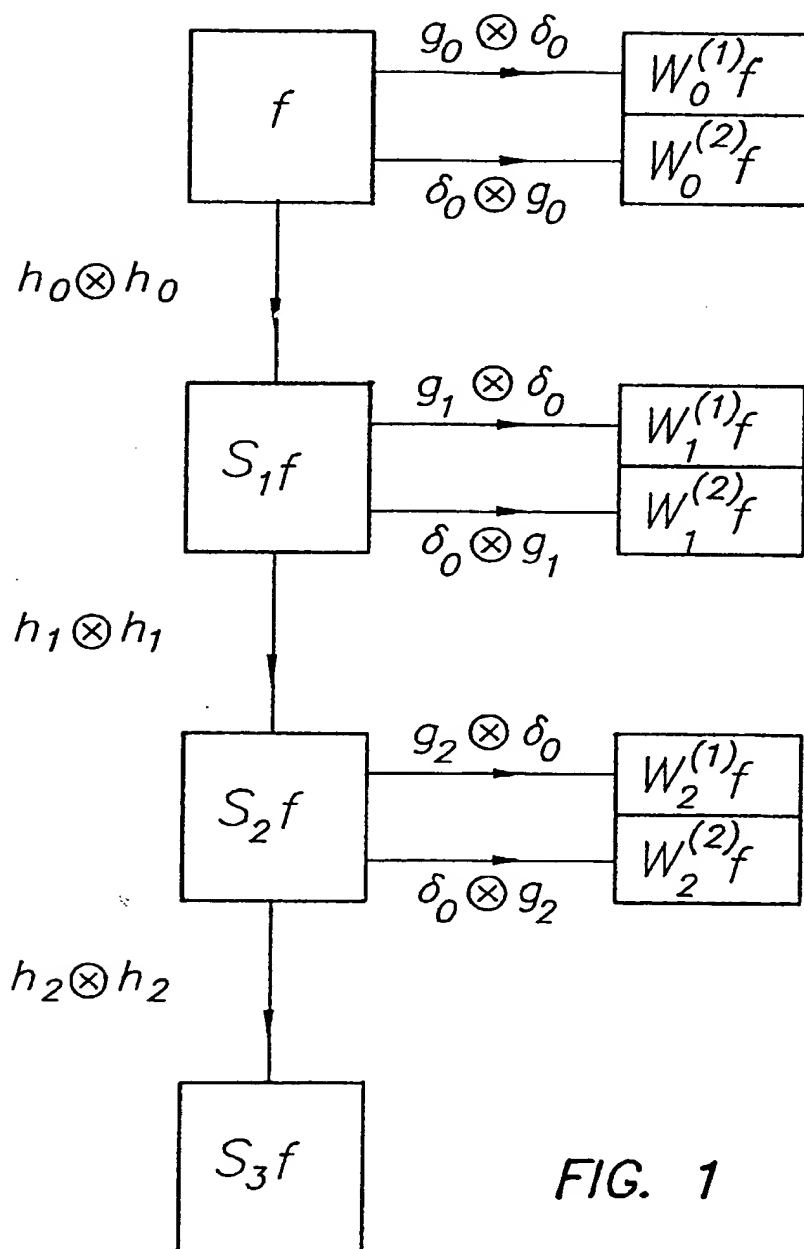 g₀ ⊗ δ₀
f
W₀⁽¹⁾f
W₀⁽²⁾f
δ₀ ⊗ g₀
h₀ ⊗ h₀
g₁ ⊗ δ₀
S₁f
W₁⁽¹⁾f
W₁⁽²⁾f
δ₀ ⊗ g₁
h₁ ⊗ h₁
g₂ ⊗ δ₀
S₂f
W₂⁽¹⁾f
W₂⁽²⁾f
δ₀ ⊗ g₂
h₂ ⊗ h₂
S₃f
FIG. 1